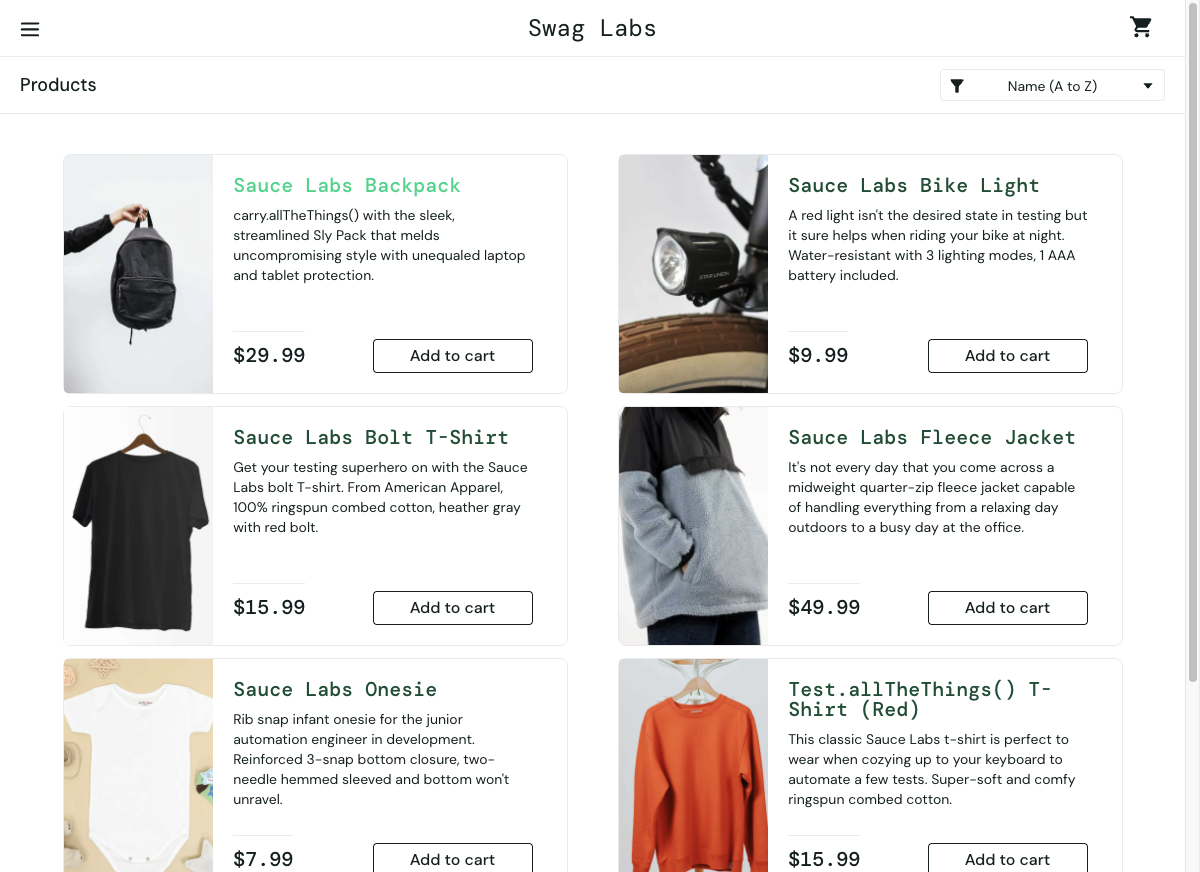 Swag Labs
Products
Name (A to Z)
Sauce Labs Backpack
carry.allTheThings() with the sleek,
streamlined Sly Pack that melds
uncompromising style with unequaled laptop
and tablet protection.
$29.99
Add to cart
Sauce Labs Bike Light
A red light isn't the desired state in testing but
it sure helps when riding your bike at night.
Water-resistant with 3 lighting modes, 1 AAA
battery included.
$9.99
Add to cart
Sauce Labs Bolt T-Shirt
Get your testing superhero on with the Sauce
Labs bolt T-shirt. From American Apparel,
100% ringspun combed cotton, heather gray
with red bolt.
$15.99
Add to cart
Sauce Labs Fleece Jacket
It's not every day that you come across a
midweight quarter-zip fleece jacket capable
of handling everything from a relaxing day
outdoors to a busy day at the office.
$49.99
Add to cart
Sauce Labs Onesie
Rib snap infant onesie for the junior
automation engineer in development.
Reinforced 3-snap bottom closure, two-
needle hemmed sleeved and bottom won't
unravel.
$7.99
Add to cart
Test.allTheThings() T-
Shirt (Red)
This classic Sauce Labs t-shirt is perfect to
wear when cozying up to your keyboard to
automate a few tests. Super-soft and comfy
ringspun combed cotton.
$15.99
Add to cart